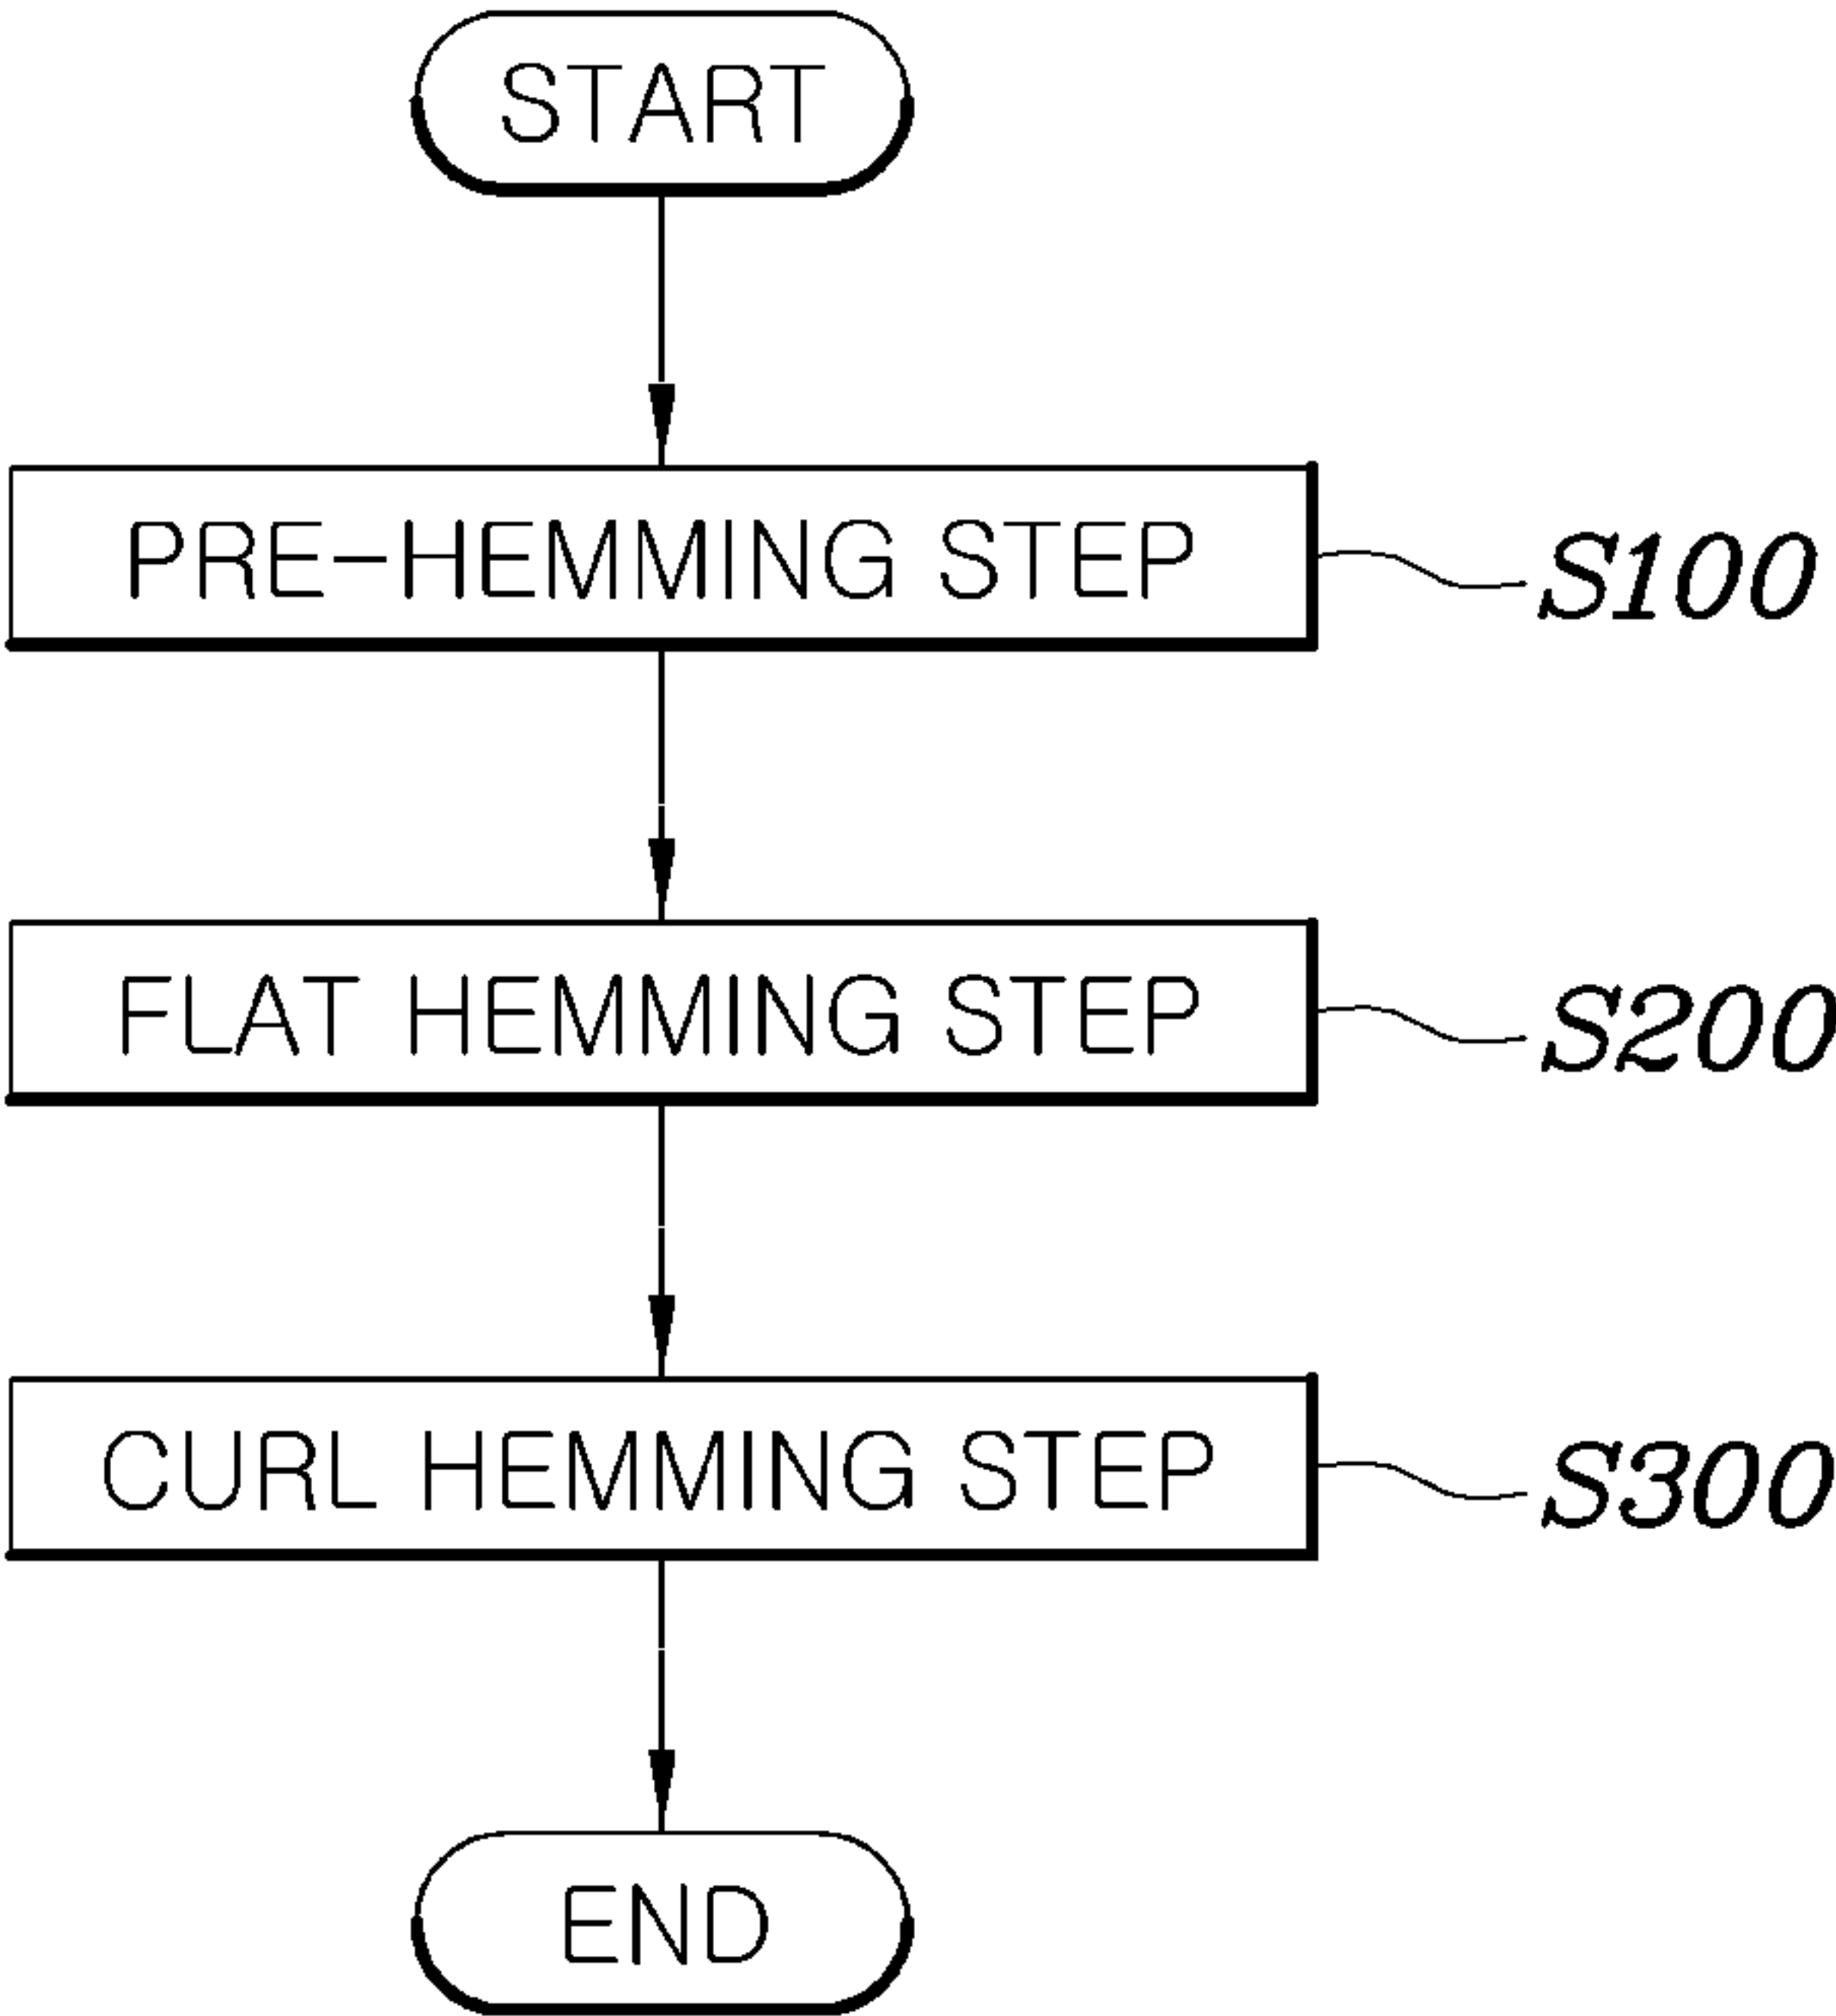 START
PRE-HEMMING STEP
S100
FLAT HEMMING STEP
S200
CURL HEMMING STEP
S300
END